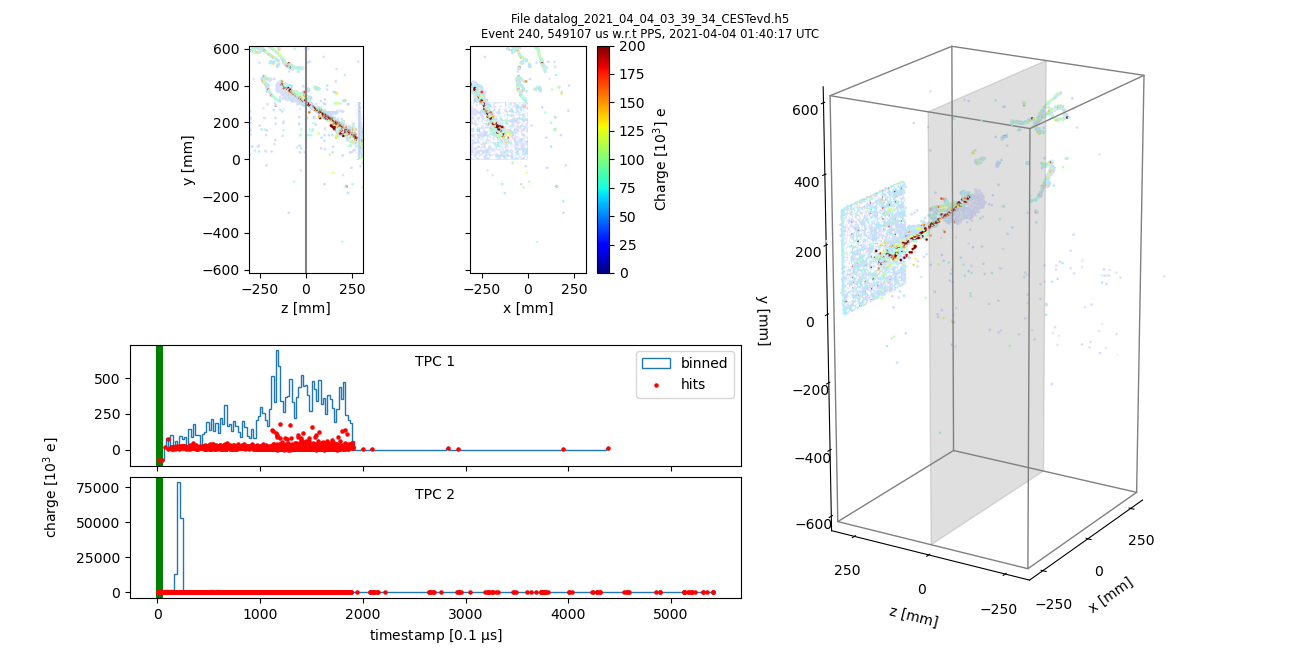 File datalog_2021_04_04_03_39_34_CESTevd.h5
Event 240, 549107 us w.r.t PPS, 2021-04-04 01:40:17 UTC
600
400
200
0
−200
−400
−600
y [mm]
−250 0 250
z [mm]
−250 0 250
x [mm]
200
175
150
125
100
75
50
25
0
Charge [10³] e
600
400
200
0
−200
−400
−600
y [mm]
250
0
−250
z [mm]
−250
0
250
x [mm]
TPC 1
binned
hits
500
250
0
TPC 2
75000
50000
25000
0
charge [10³ e]
0 1000 2000 3000 4000 5000
timestamp [0.1 µs]